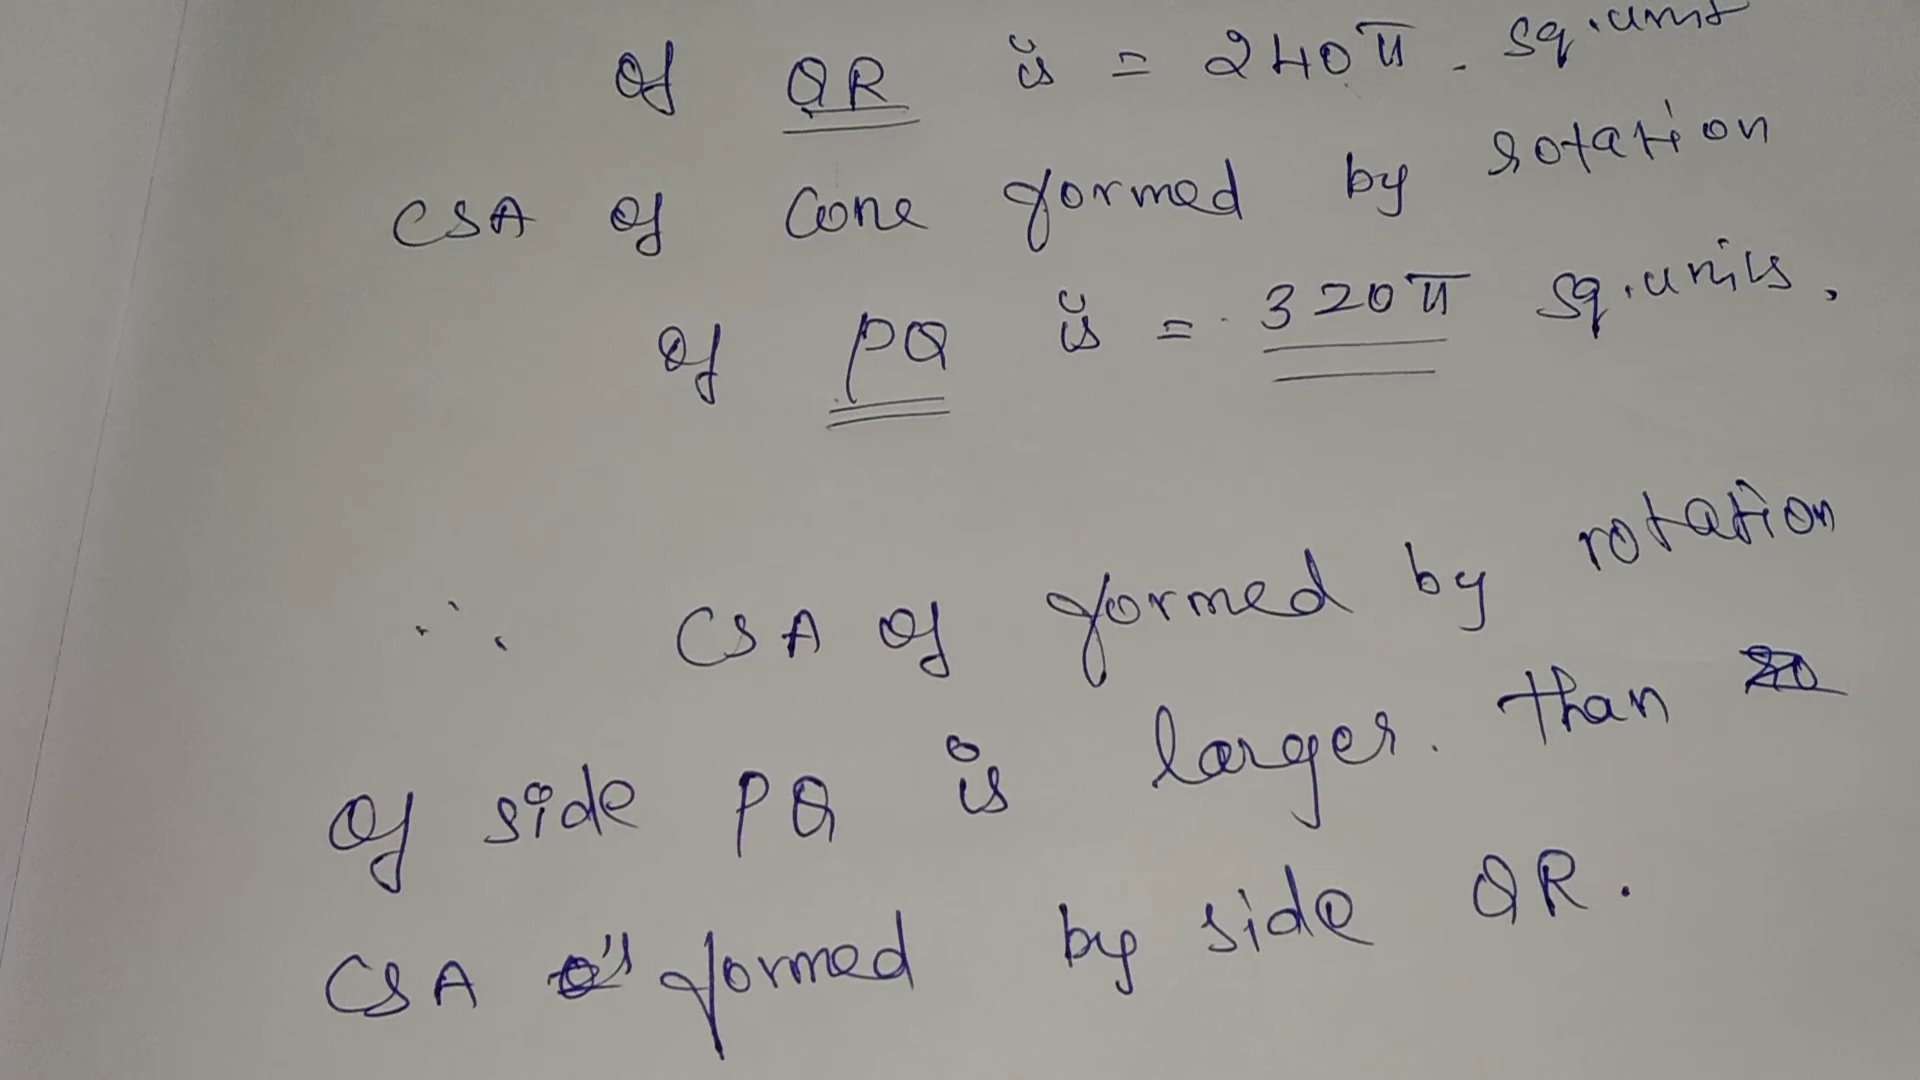 of QR is = 240π. sq.unit
CSA of Cone formed by rotation
of PQ is = 320π sq.units.
∴ CSA of formed by rotation
of side PQ is larger. than
CSA formed by side QR.